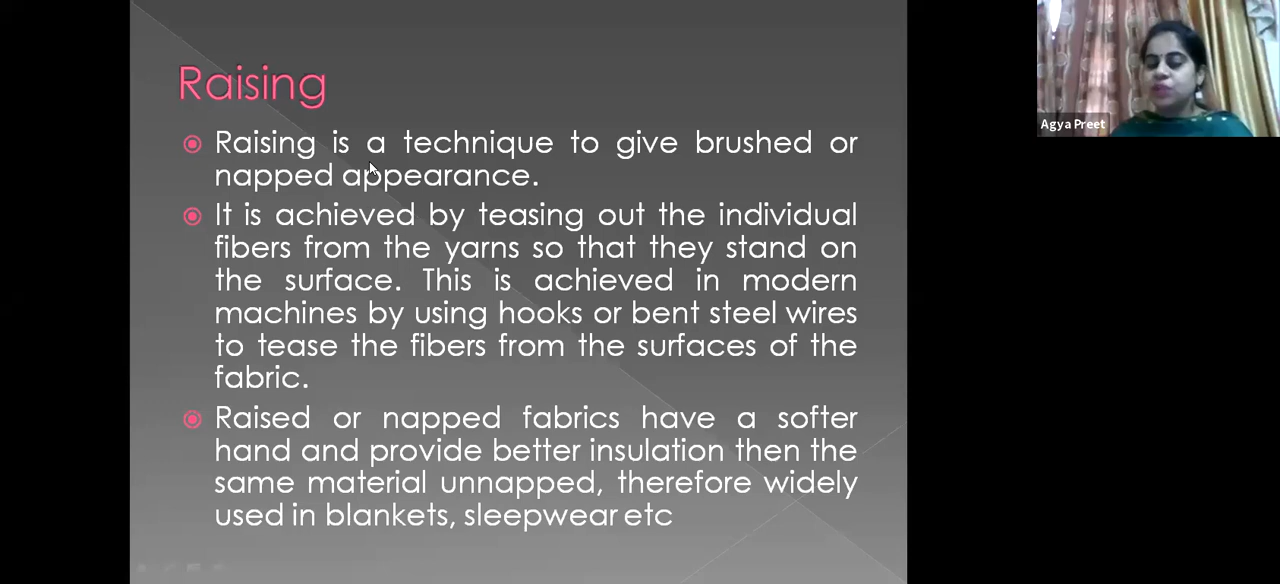 Raising
Raising is a technique to give brushed or
napped appearance.
It is achieved by teasing out the individual
fibers from the yarns so that they stand on
the surface. This is achieved in modern
machines by using hooks or bent steel wires
to tease the fibers from the surfaces of the
fabric.
Raised or napped fabrics have a softer
hand and provide better insulation then the
same material unnapped, therefore widely
used in blankets, sleepwear etc
Agya Preet